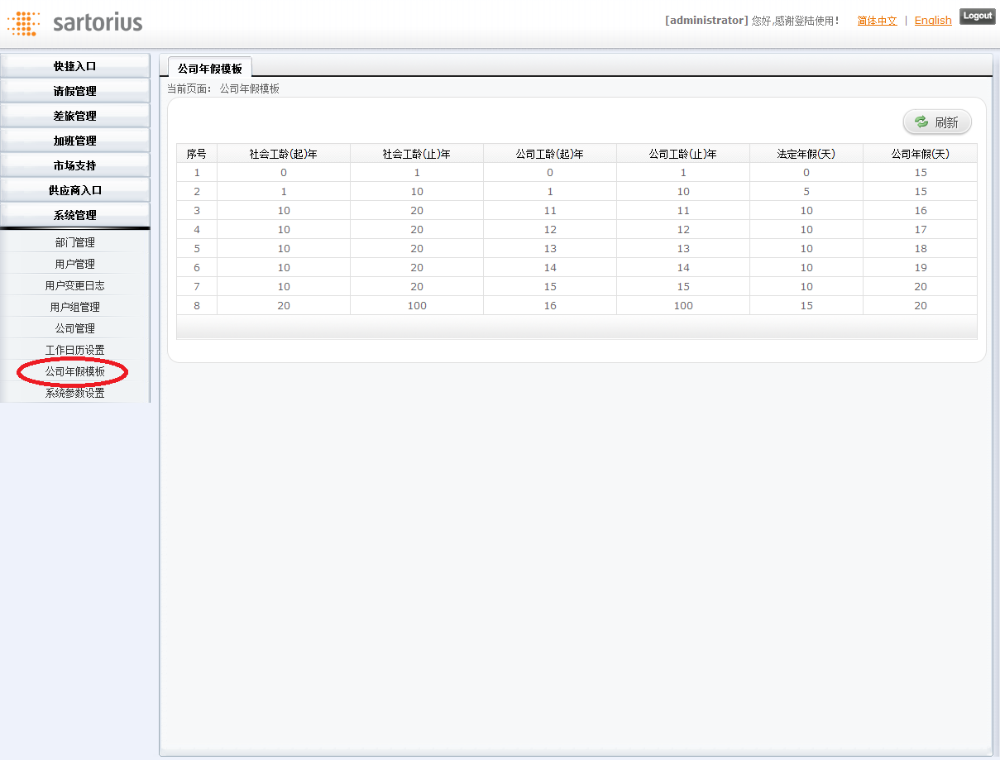 sartorius
[administrator] 您好,感谢登陆使用! 简体中文 | English Logout
快捷入口
请假管理
差旅管理
加班管理
市场支持
供应商入口
系统管理
部门管理
用户管理
用户变更日志
用户组管理
公司管理
工作日历设置
公司年假模板
系统参数设置
公司年假模板
当前页面: 公司年假模板
刷新
序号 社会工龄(起)年 社会工龄(止)年 公司工龄(起)年 公司工龄(止)年 法定年假(天) 公司年假(天)
1 0 1 0 1 0 15
2 1 10 1 10 5 15
3 10 20 11 11 10 16
4 10 20 12 12 10 17
5 10 20 13 13 10 18
6 10 20 14 14 10 19
7 10 20 15 15 10 20
8 20 100 16 100 15 20